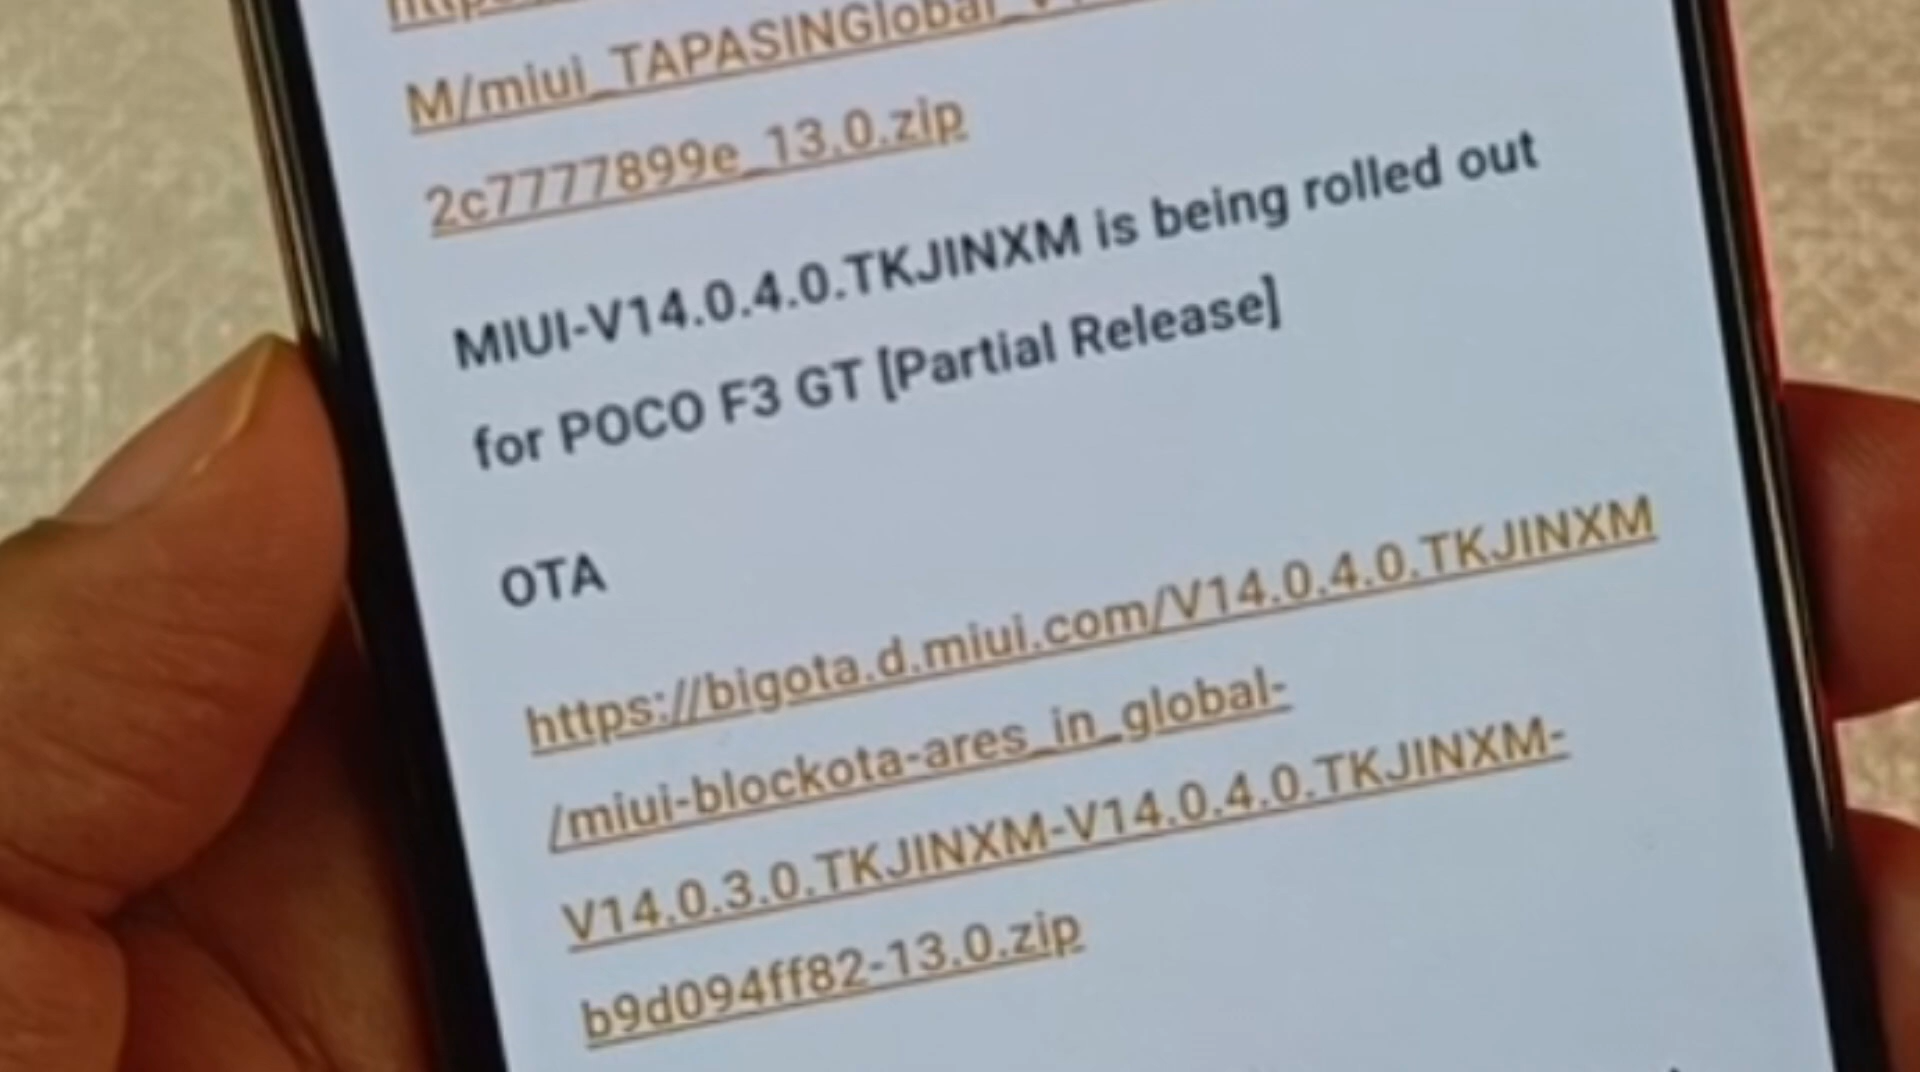 M/miui_TAPASINGlobal_
2c7777899e_13.0.zip
MIUI-V14.0.4.0.TKJINXM is being rolled out
for POCO F3 GT [Partial Release]
OTA
https://bigota.d.miui.com/V14.0.4.0.TKJINXM
/miui-blockota-ares_in_global-
V14.0.3.0.TKJINXM-V14.0.4.0.TKJINXM-
b9d094ff82-13.0.zip